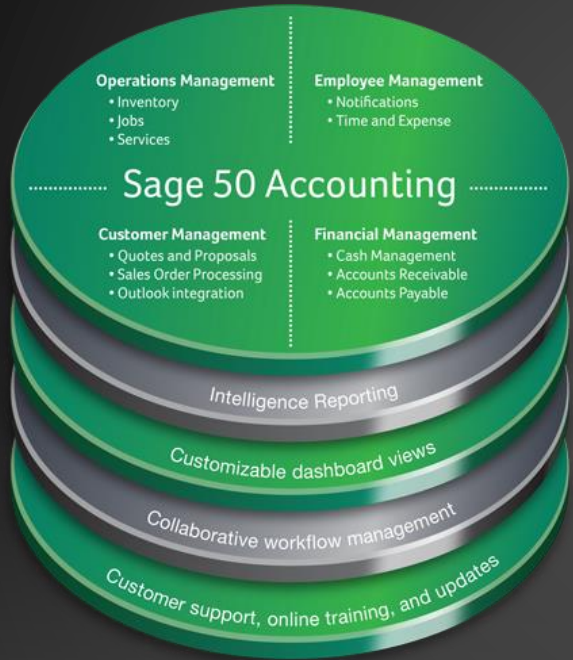 Operations Management
• Inventory
• Jobs
• Services
Employee Management
• Notifications
• Time and Expense
Sage 50 Accounting
Customer Management
• Quotes and Proposals
• Sales Order Processing
• Outlook integration
Financial Management
• Cash Management
• Accounts Receivable
• Accounts Payable
Intelligence Reporting
Customizable dashboard views
Collaborative workflow management
Customer support, online training, and updates